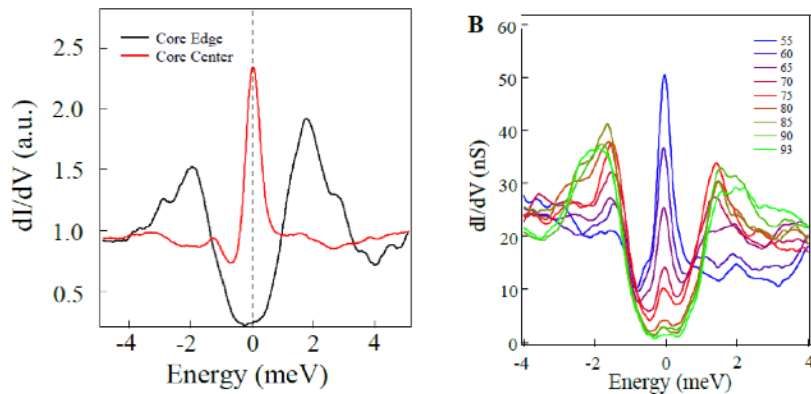 Core Edge
Core Center
2.5
2.0
1.5
1.0
0.5
dI/dV (a.u.)
-4 -2 0 2 4
Energy (meV)
B
60
50
40
30
20
10
0
dI/dV (nS)
55
60
65
70
75
80
85
90
93
-4 -2 0 2 4
Energy (meV)